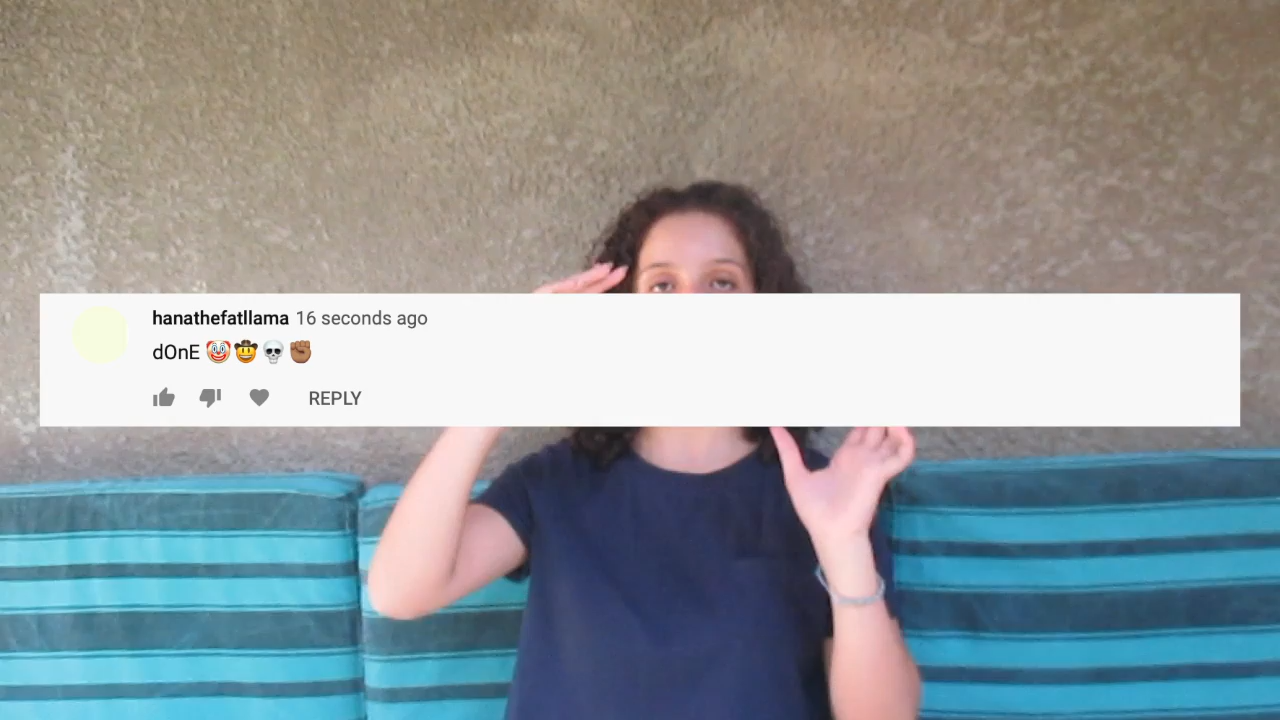 hanathefatllama 16 seconds ago
dOnE 🤡🤠💀✊🏾
REPLY